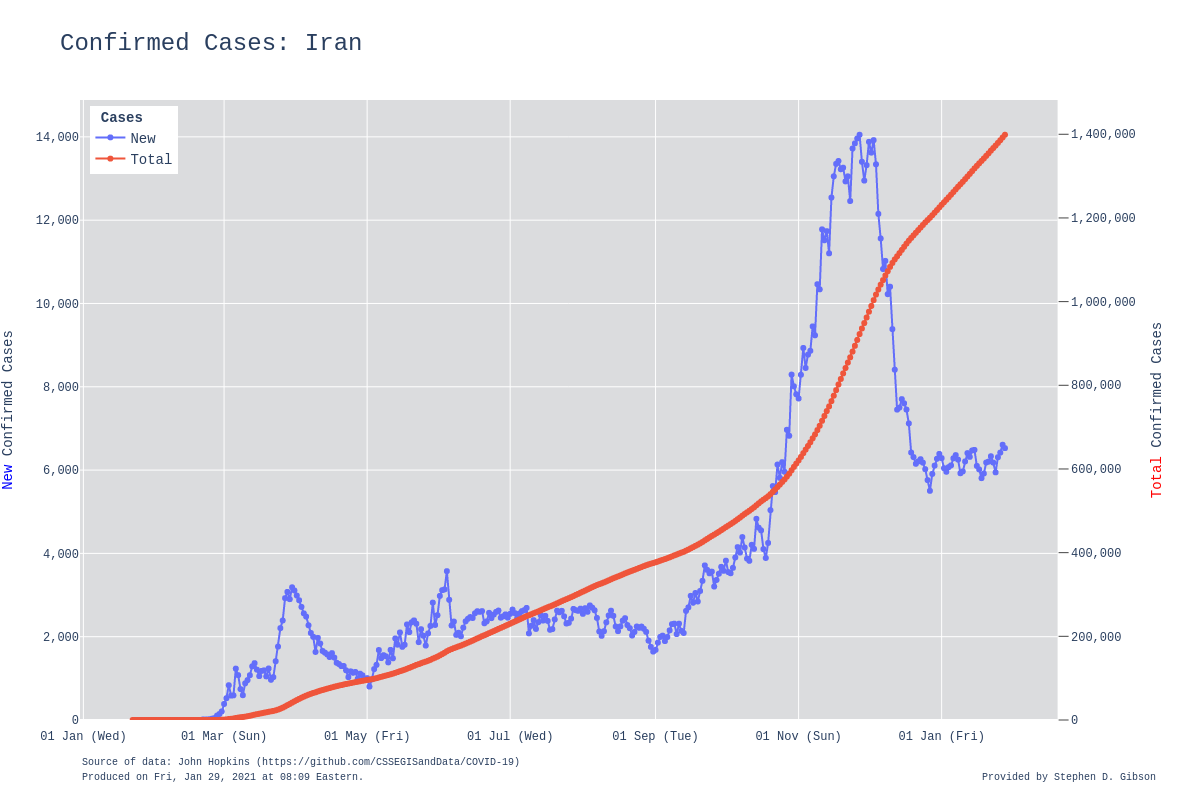 Confirmed Cases: Iran
Cases
New
Total
14,000
12,000
10,000
8,000
6,000
4,000
2,000
0
New Confirmed Cases
1,400,000
1,200,000
1,000,000
800,000
600,000
400,000
200,000
0
Total Confirmed Cases
01 Jan (Wed)
01 Mar (Sun)
01 May (Fri)
01 Jul (Wed)
01 Sep (Tue)
01 Nov (Sun)
01 Jan (Fri)
Source of data: John Hopkins (https://github.com/CSSEGISandData/COVID-19)
Produced on Fri, Jan 29, 2021 at 08:09 Eastern.
Provided by Stephen D. Gibson